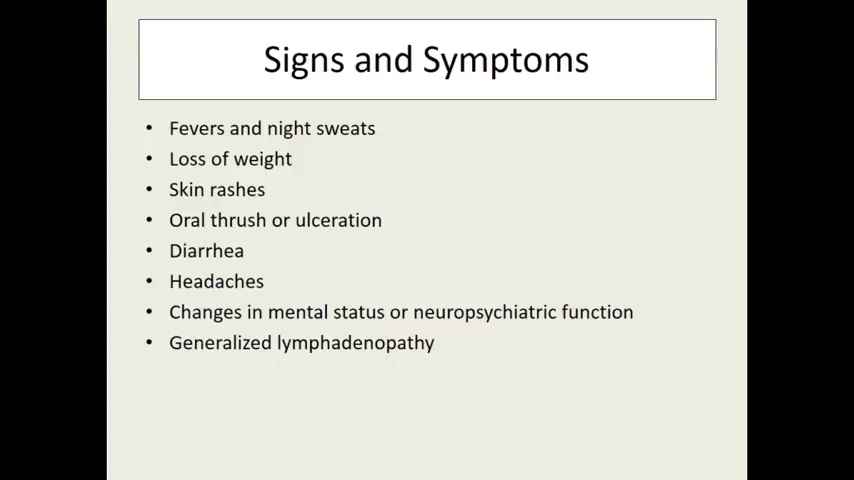 Signs and Symptoms
• Fevers and night sweats
• Loss of weight
• Skin rashes
• Oral thrush or ulceration
• Diarrhea
• Headaches
• Changes in mental status or neuropsychiatric function
• Generalized lymphadenopathy